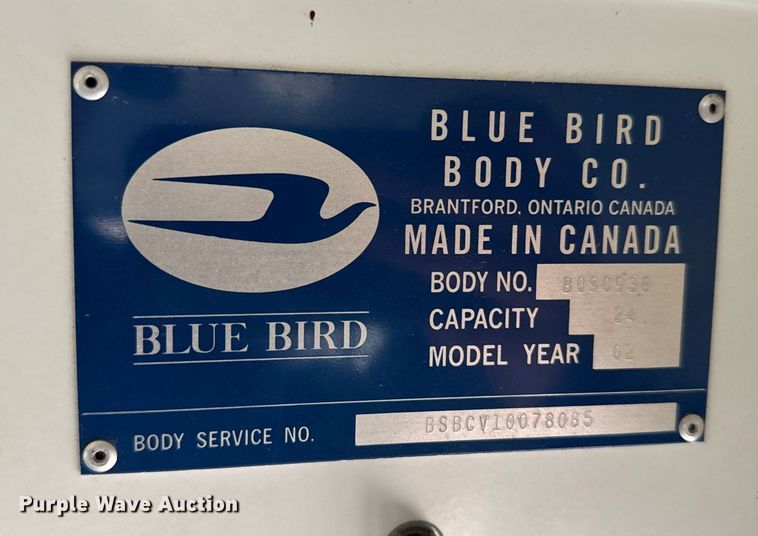 BLUE BIRD
BODY CO.
BRANTFORD, ONTARIO CANADA
MADE IN CANADA
BODY NO.
CAPACITY 24
MODEL YEAR 02
BLUE BIRD
BODY SERVICE NO. BSBCV10078085
Purple Wave Auction